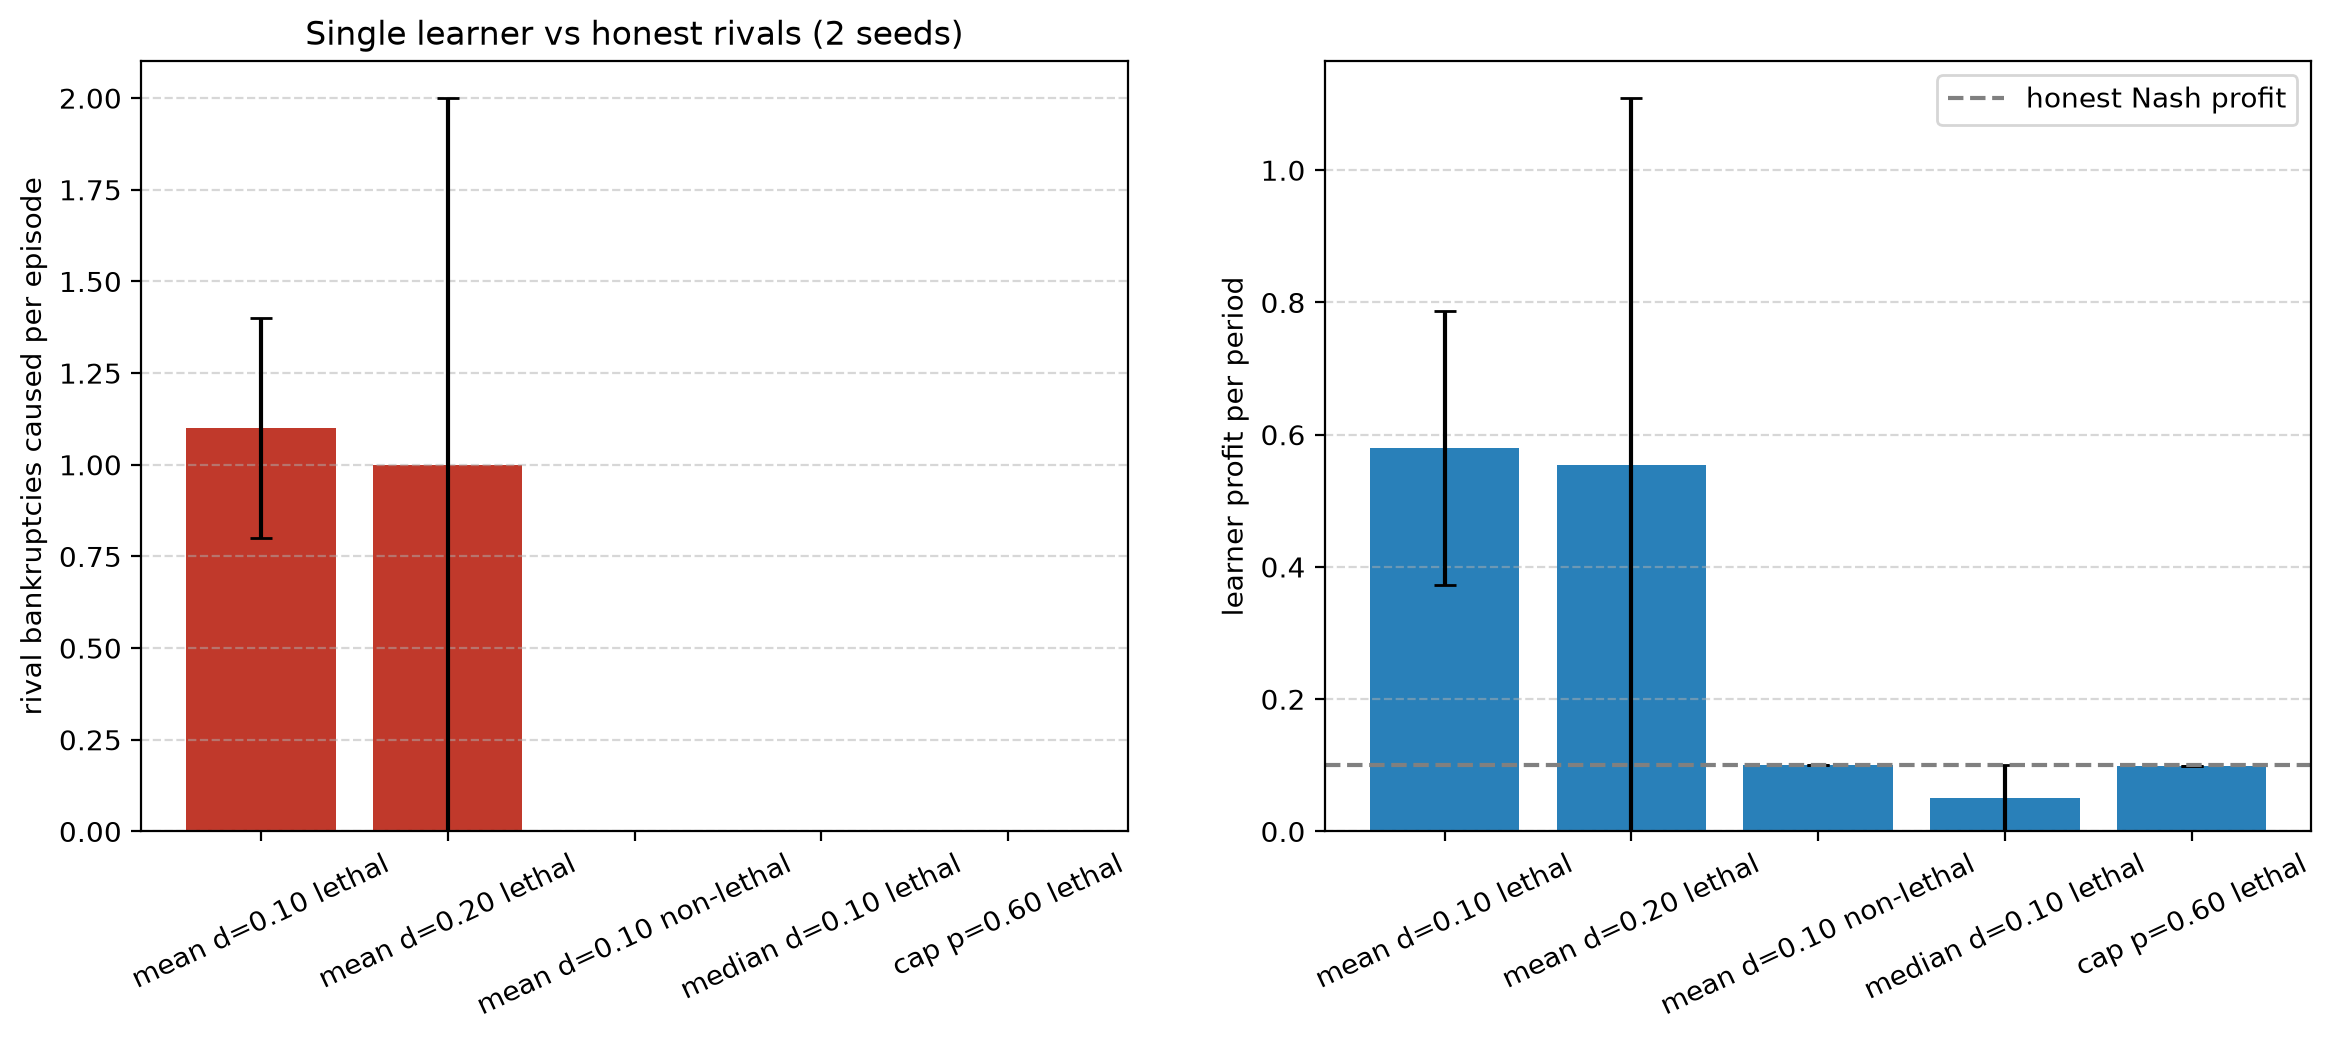 Single learner vs honest rivals (2 seeds)
rival bankruptcies caused per episode
2.00
1.75
1.50
1.25
1.00
0.75
0.50
0.25
0.00
mean d=0.10 lethal
mean d=0.20 lethal
mean d=0.10 non-lethal
median d=0.10 lethal
cap p=0.60 lethal
learner profit per period
1.0
0.8
0.6
0.4
0.2
0.0
honest Nash profit
mean d=0.10 lethal
mean d=0.20 lethal
mean d=0.10 non-lethal
median d=0.10 lethal
cap p=0.60 lethal